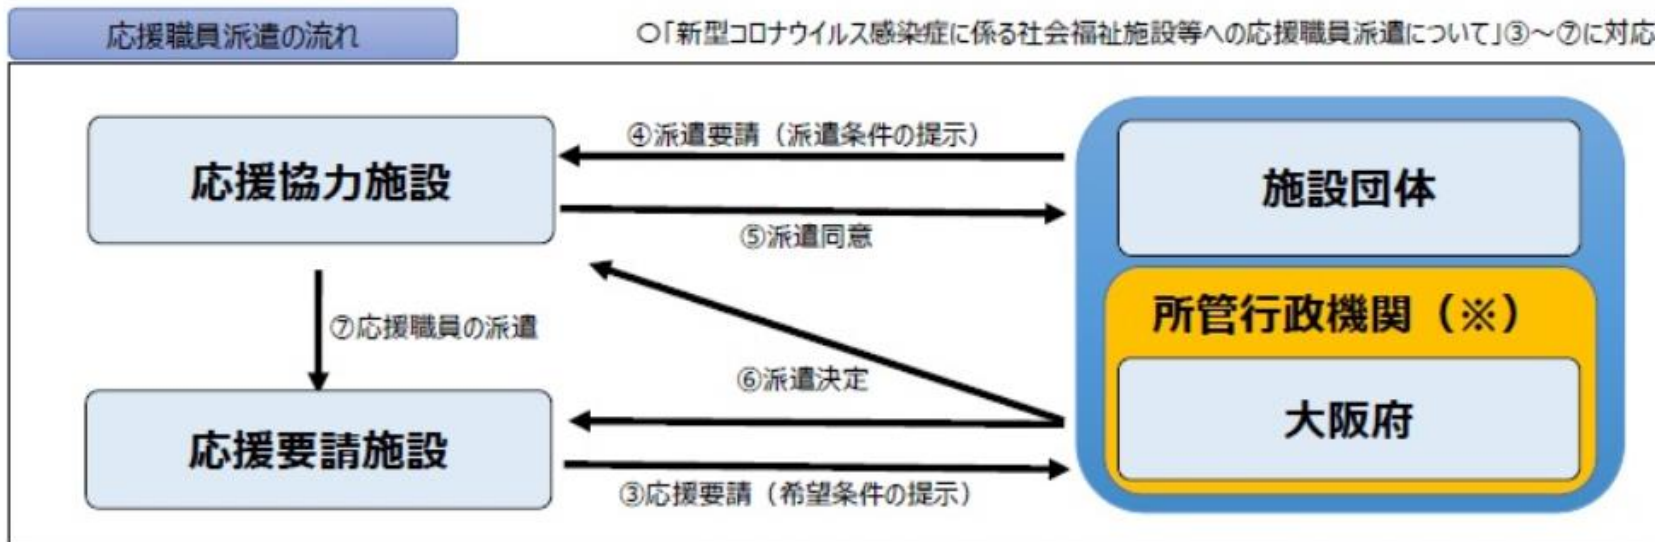 応援職員派遣の流れ
〇「新型コロナウイルス感染症に係る社会福祉施設等への応援職員派遣について」③～⑦に対応
④派遣要請（派遣条件の提示）
応援協力施設
施設団体
⑤派遣同意
所管行政機関（※）
⑦応援職員の派遣
⑥派遣決定
大阪府
応援要請施設
③応援要請（希望条件の提示）